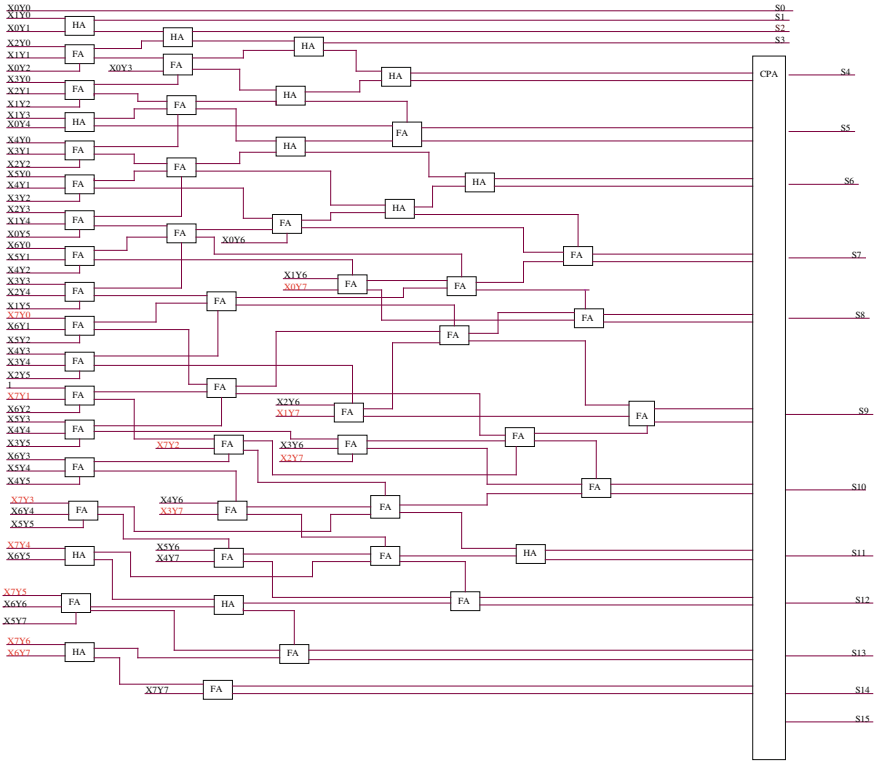 X0Y0 S0
X1Y0 S1
HA
X0Y1 S2
HA S3
X2Y0 HA
X1Y1 FA
X0Y2 X0Y3 FA
HA CPA S4
X3Y0
X2Y1 FA HA
X1Y2 FA
X1Y3
X0Y4 HA
FA S5
X4Y0
X3Y1 FA HA
X2Y2 FA
X5Y0
X4Y1 FA HA S6
X3Y2
X2Y3 HA
X1Y4 FA FA
X0Y5 FA X0Y6
X6Y0
X5Y1 FA FA S7
X4Y2
X3Y3 X1Y6
X2Y4 FA X0Y7 FA FA
X1Y5 FA
X7Y0 FA S8
X6Y1 FA
X5Y2 FA
X4Y3
X3Y4 FA
X2Y5
1 FA
X7Y1 FA
X6Y2 X2Y6
X1Y7 FA FA S9
X5Y3
X4Y4 FA FA
X3Y5 X7Y2 FA X3Y6 FA
X6Y3 X2Y7
X5Y4 FA
X4Y5 FA S10
X7Y3 X4Y6
X6Y4 FA X3Y7 FA FA
X5Y5
X7Y4 X5Y6
X6Y5 HA X4Y7 FA FA HA S11
X7Y5
X6Y6 FA HA FA S12
X5Y7
X7Y6
X6Y7 HA FA S13
X7Y7 FA S14
S15